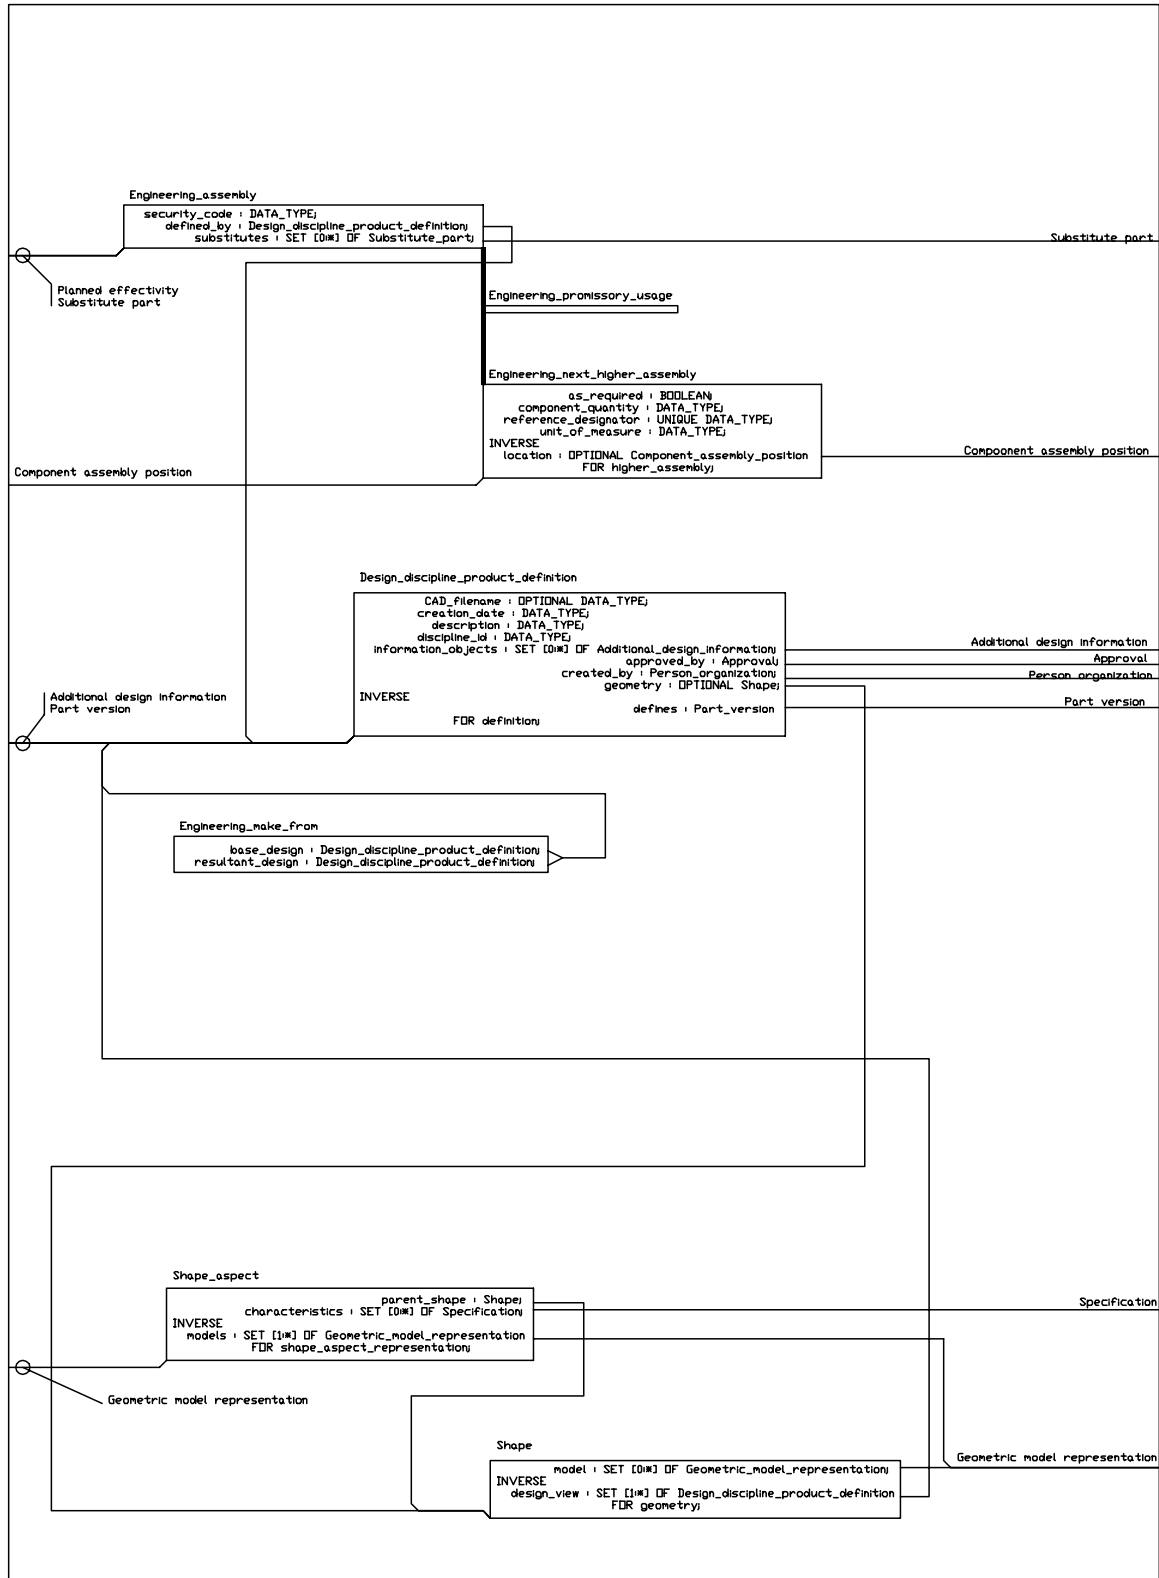 Engineering_assembly
security_code : DATA_TYPE;
defined_by : Design_discipline_product_definition;
substitutes : SET [0:*] OF Substitute_part;
Substitute part
Planned effectivity
Substitute part
Engineering_promissory_usage
Engineering_next_higher_assembly
as_required : BOOLEAN;
component_quantity : DATA_TYPE;
reference_designator : UNIQUE DATA_TYPE;
unit_of_measure : DATA_TYPE;
INVERSE
location : OPTIONAL Component_assembly_position
FOR higher_assembly;
Compoonent assembly position
Component assembly position
Design_discipline_product_definition
CAD_filename : OPTIONAL DATA_TYPE;
creation_date : DATA_TYPE;
description : DATA_TYPE;
discipline_id : DATA_TYPE;
information_objects : SET [0:*] OF Additional_design_information;
approved_by : Approval;
created_by : Person_organization;
geometry : OPTIONAL Shape;
INVERSE
defines : Part_version
FOR definition;
Additional design information
Approval
Person organization
Part version
Additional design information
Part version
Engineering_make_from
base_design : Design_discipline_product_definition;
resultant_design : Design_discipline_product_definition;
Shape_aspect
parent_shape : Shape;
characteristics : SET [0:*] OF Specification;
INVERSE
models : SET [1:*] OF Geometric_model_representation
FOR shape_aspect_representation;
Specification
Geometric model representation
Shape
model : SET [0:*] OF Geometric_model_representation;
INVERSE
design_view : SET [1:*] OF Design_discipline_product_definition
FOR geometry;
Geometric model representation